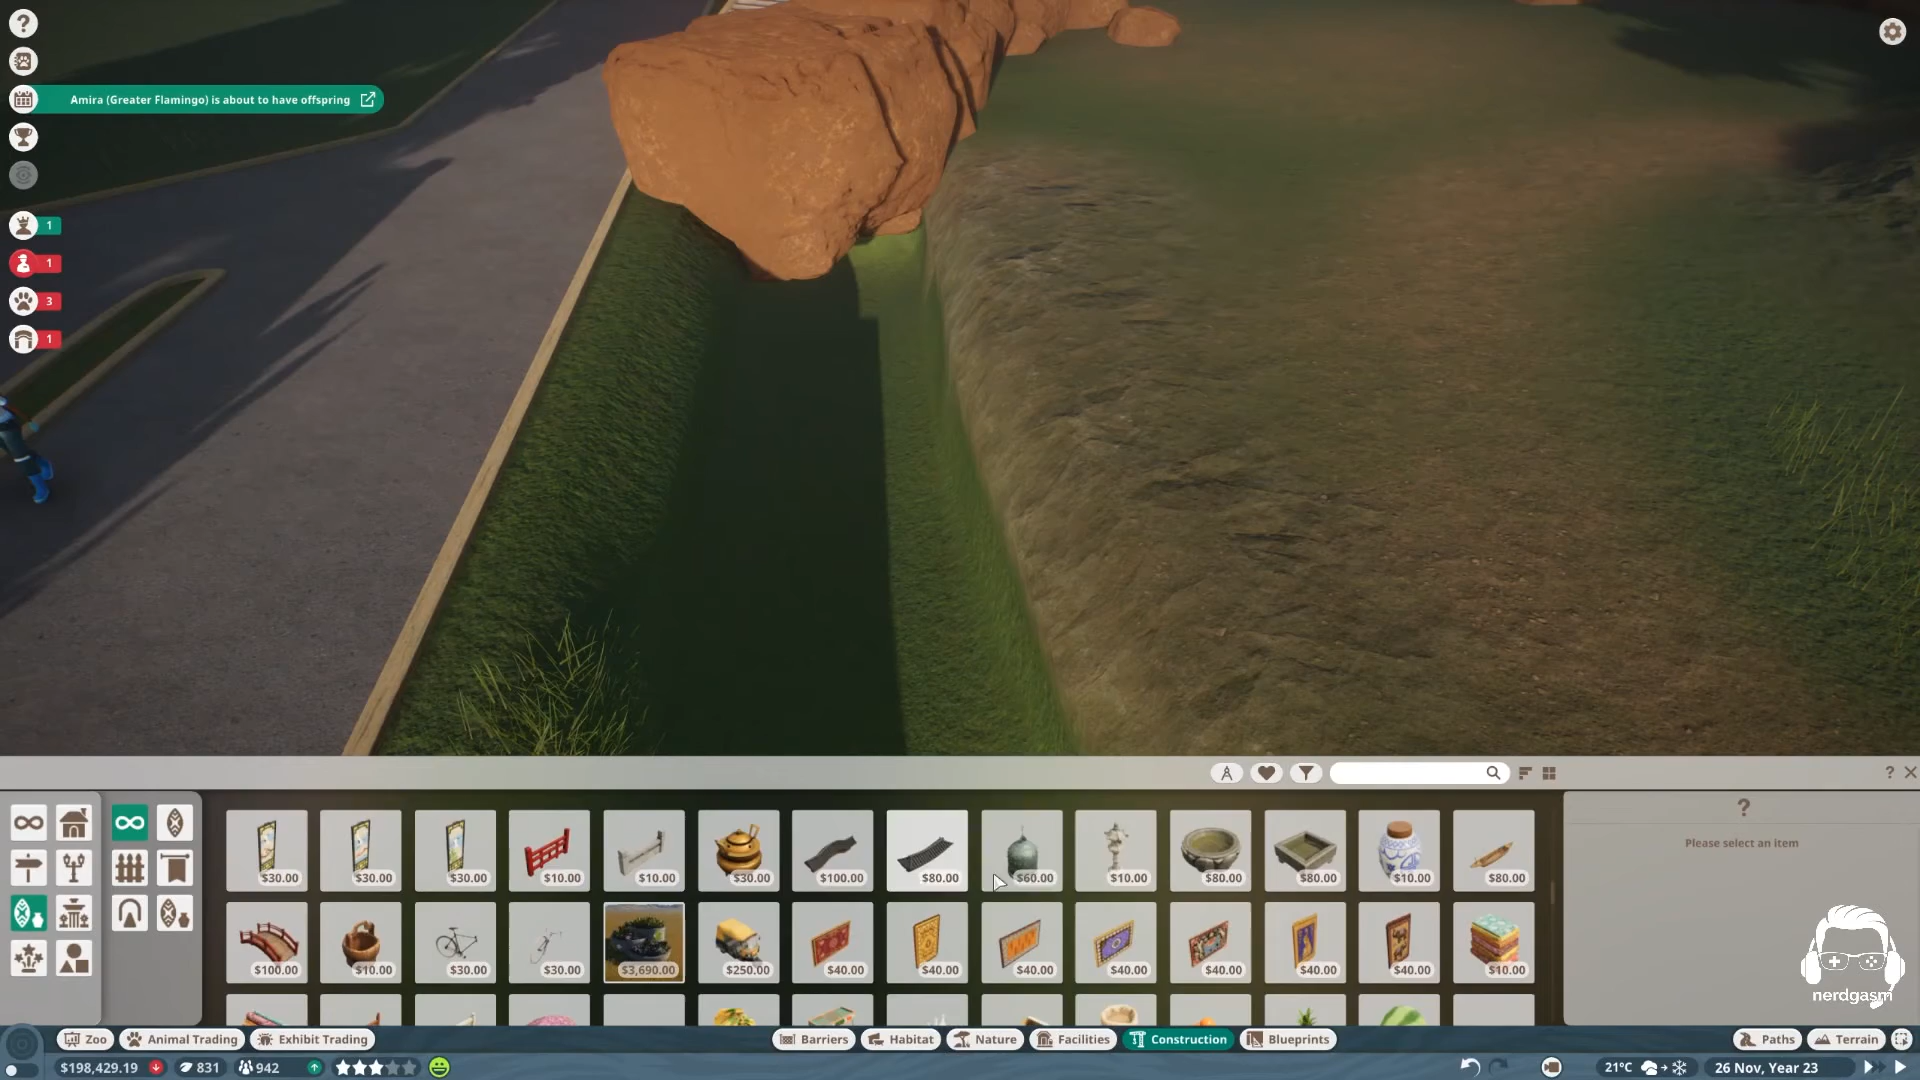 ?
Amira (Greater Flamingo) is about to have offspring
1
1
3
1
? X
?
Please select an item
$30.00 $30.00 $30.00 $10.00 $10.00 $30.00 $100.00 $80.00 $60.00 $10.00 $80.00 $80.00 $10.00 $80.00
$100.00 $10.00 $30.00 $30.00 $3,690.00 $250.00 $40.00 $40.00 $40.00 $40.00 $40.00 $40.00 $40.00 $10.00
nerdgasm
Zoo Animal Trading Exhibit Trading Barriers Habitat Nature Facilities Construction Blueprints Paths Terrain
$198,429.19 831 942 21°C 26 Nov, Year 23